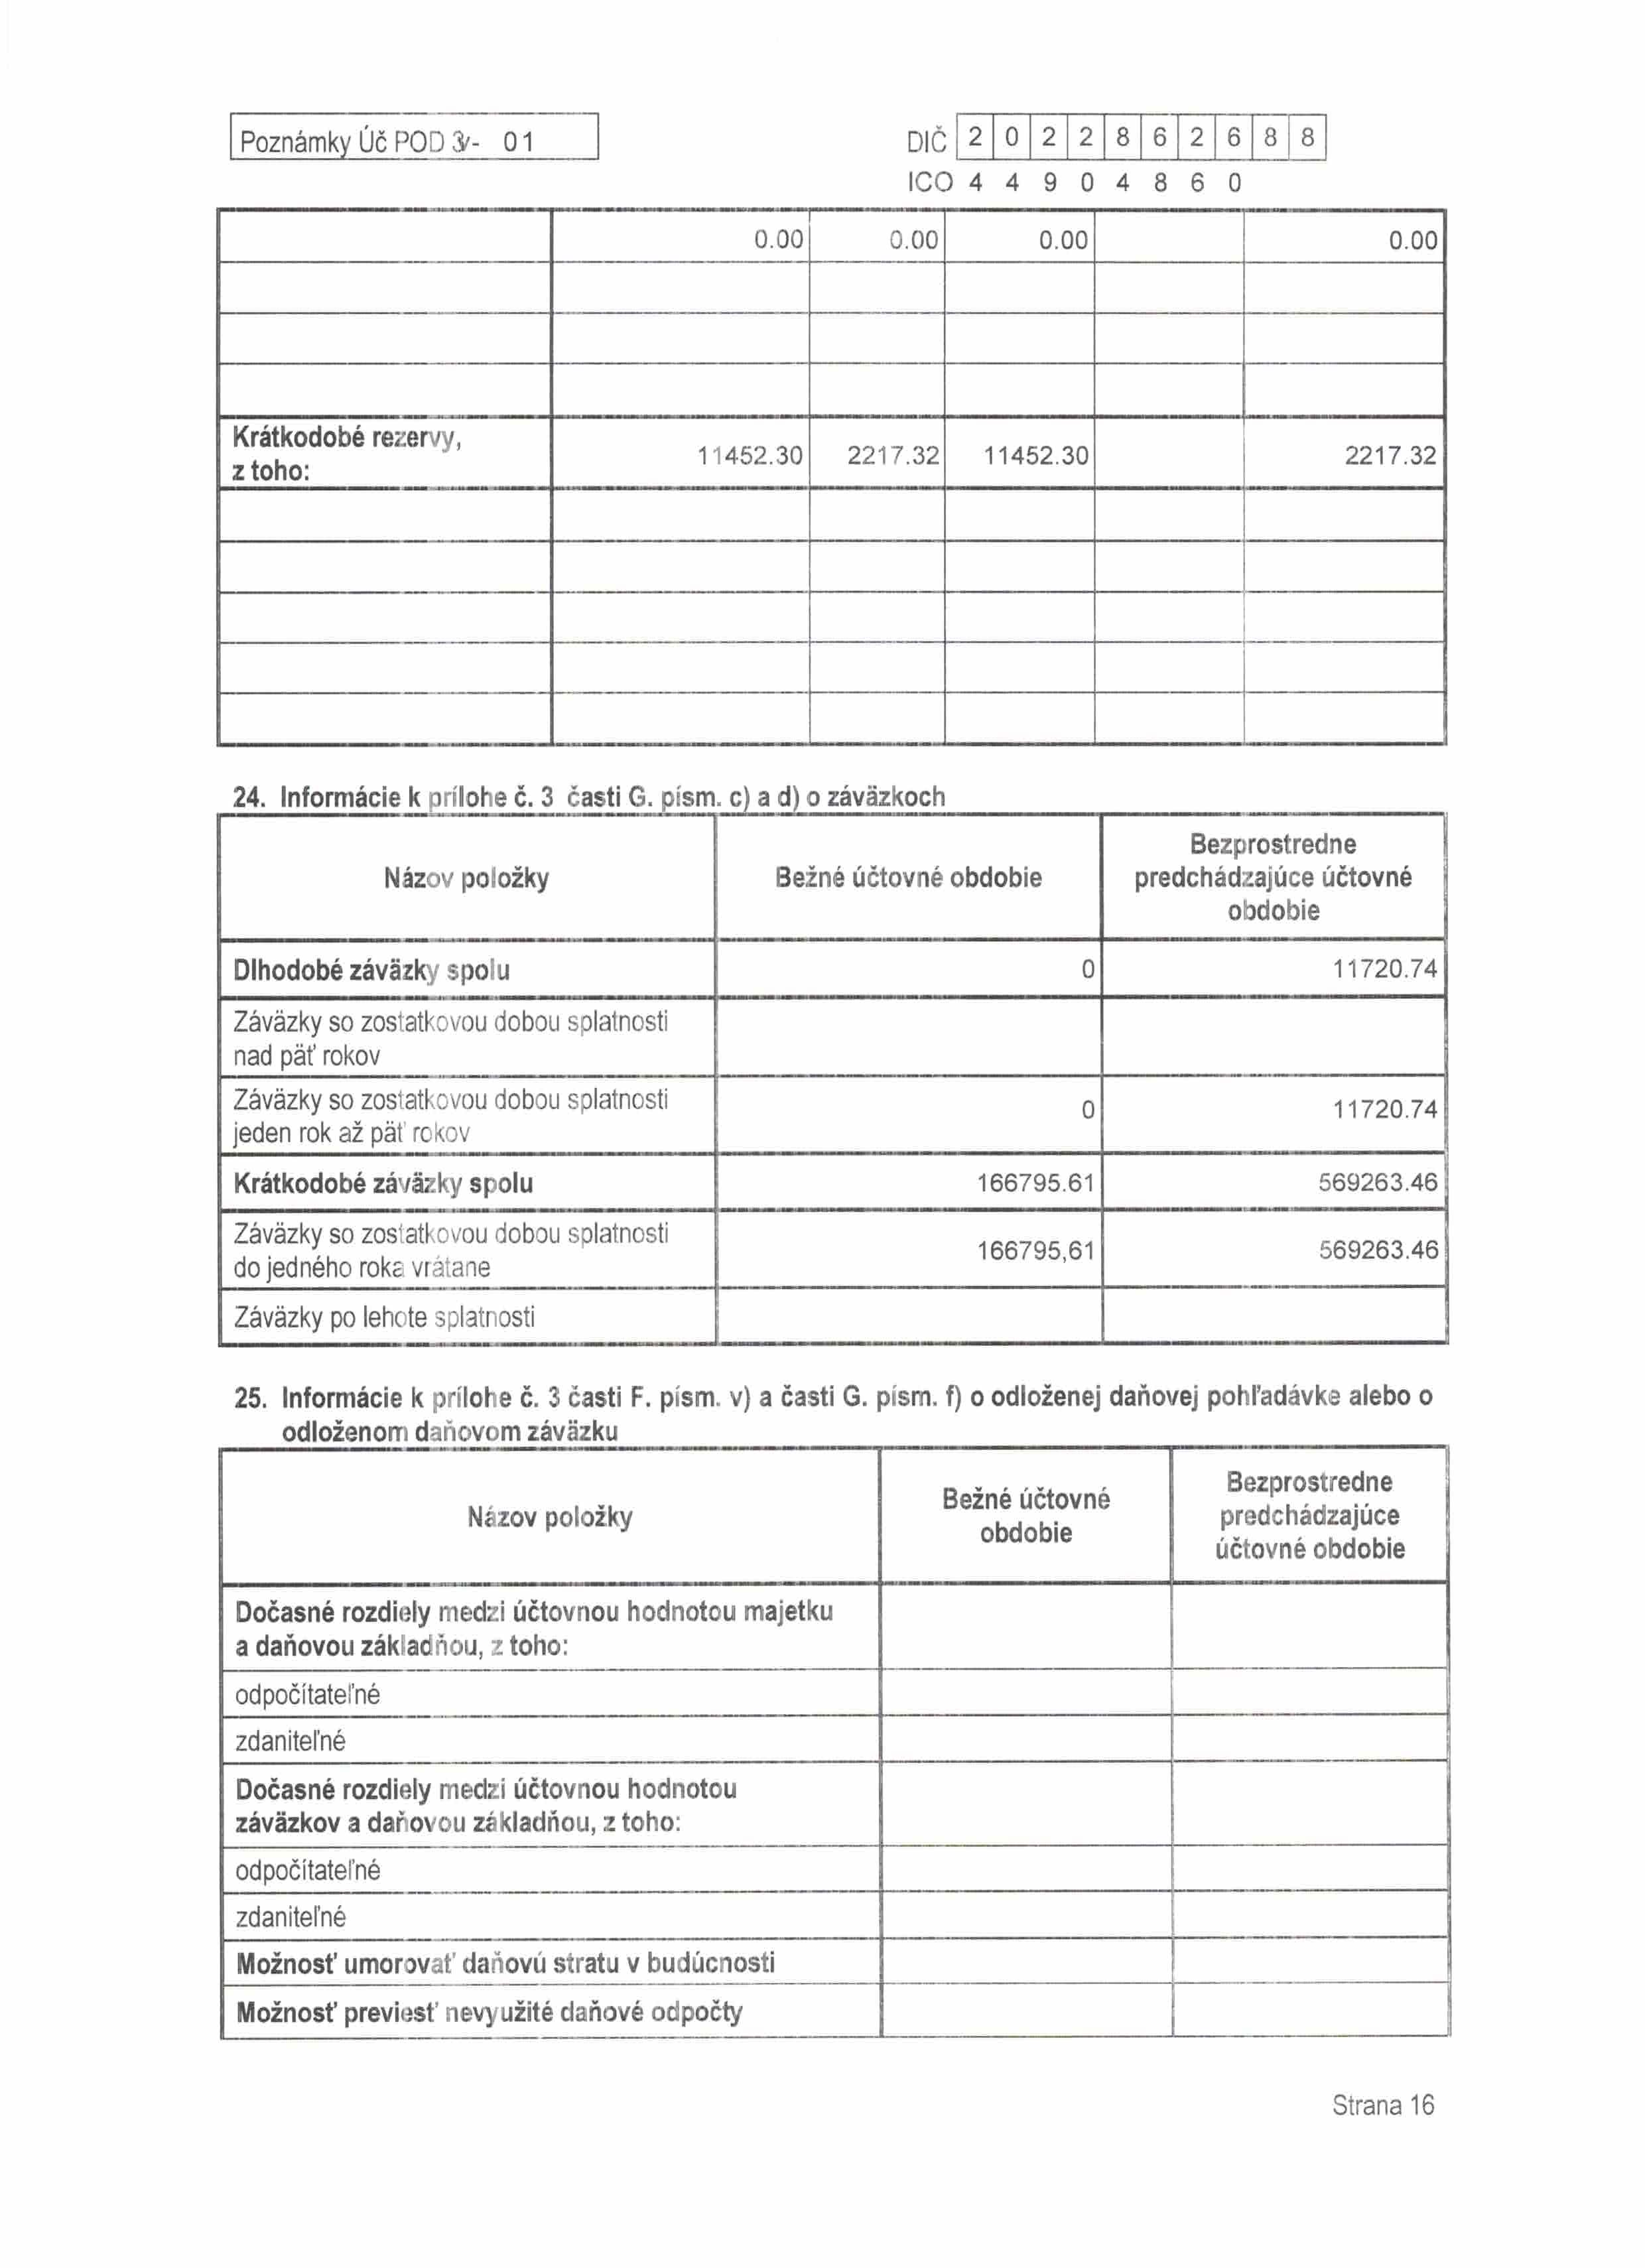 Poznámky Úč POD 3/- 01
DIČ 2 0 2 2 8 6 2 6 8 8
ICO 4 4 9 0 4 8 6 0
0.00 0.00 0.00 0.00
Krátkodobé rezervy,
z toho:
11452.30 2217.32 11452.30 2217.32
24. Informácie k prílohe č. 3 časti G. písm. c) a d) o záväzkoch
Názov položky
Bežné účtovné obdobie
Bezprostredne
predchádzajúce účtovné
obdobie
Dlhodobé záväzky spolu 0 11720.74
Záväzky so zostatkovou dobou splatnosti
nad päť rokov
Záväzky so zostatkovou dobou splatnosti
jeden rok až päť rokov
0 11720.74
Krátkodobé záväzky spolu 166795.61 569263.46
Záväzky so zostatkovou dobou splatnosti
do jedného roka vrátane
166795,61 569263.46
Záväzky po lehote splatnosti
25. Informácie k prílohe č. 3 časti F. písm. v) a časti G. písm. f) o odloženej daňovej pohľadávke alebo o
odloženom daňovom záväzku
Názov položky
Bežné účtovné
obdobie
Bezprostredne
predchádzajúce
účtovné obdobie
Dočasné rozdiely medzi účtovnou hodnotou majetku
a daňovou základňou, z toho:
odpočítateľné
zdaniteľné
Dočasné rozdiely medzi účtovnou hodnotou
záväzkov a daňovou základňou, z toho:
odpočítateľné
zdaniteľné
Možnosť umorovať daňovú stratu v budúcnosti
Možnosť previesť nevyužité daňové odpočty
Strana 16